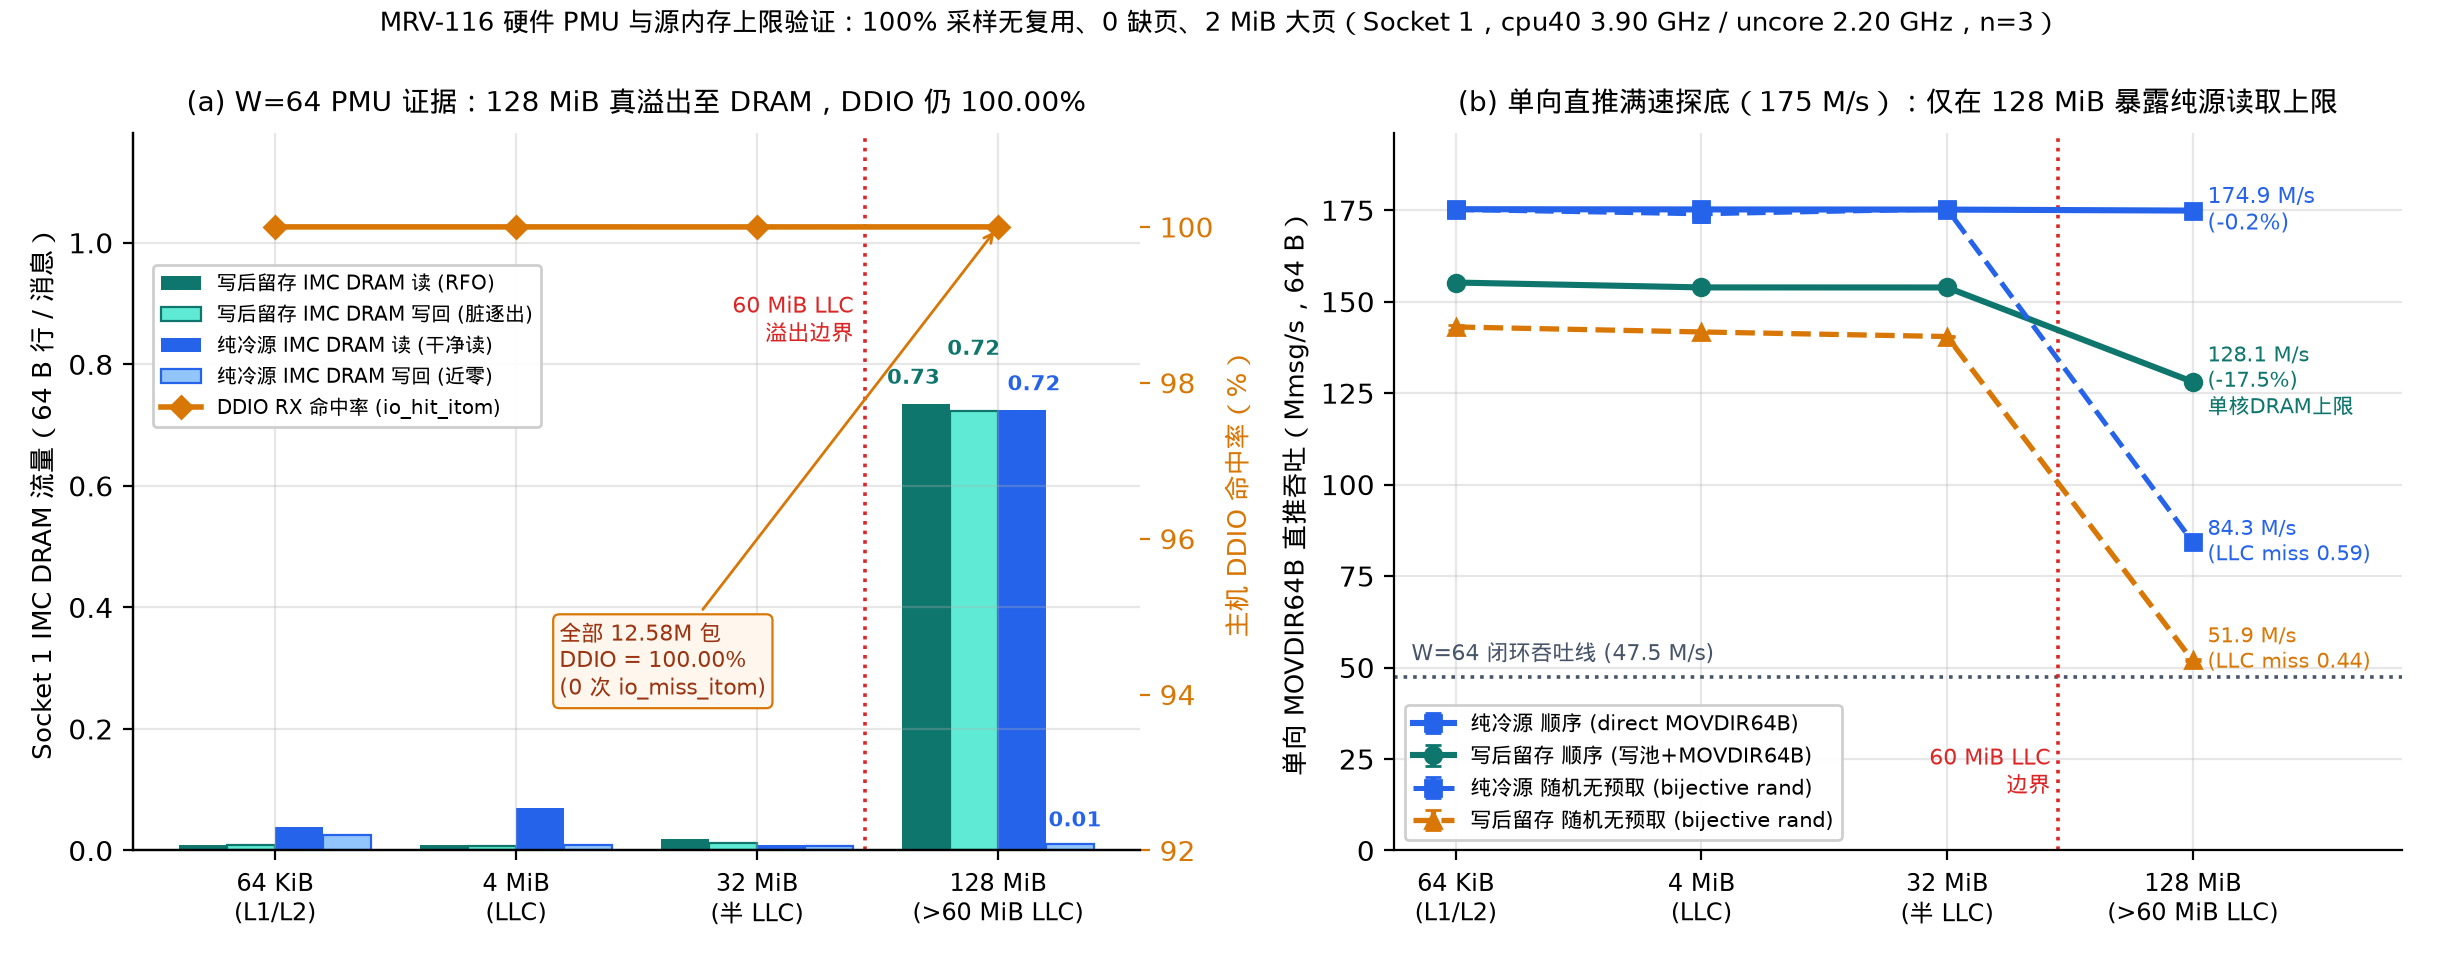 MRV-116 硬件 PMU 与源内存上限验证：100% 采样无复用、0 缺页、2 MiB 大页（Socket 1，cpu40 3.90 GHz / uncore 2.20 GHz，n=3）
(a) W=64 PMU 证据：128 MiB 真溢出至 DRAM，DDIO 仍 100.00%
Socket 1 IMC DRAM 流量（64 B 行 / 消息）
1.0
0.8
0.6
0.4
0.2
0.0
写后留存 IMC DRAM 读 (RFO)
写后留存 IMC DRAM 写回 (脏逐出)
纯冷源 IMC DRAM 读 (干净读)
纯冷源 IMC DRAM 写回 (近零)
DDIO RX 命中率 (io_hit_itom)
60 MiB LLC
溢出边界
0.72
0.73
0.72
0.01
全部 12.58M 包
DDIO = 100.00%
(0 次 io_miss_itom)
64 KiB
(L1/L2)
4 MiB
(LLC)
32 MiB
(半 LLC)
128 MiB
(>60 MiB LLC)
100
98
96
94
92
主机 DDIO 命中率（%）
(b) 单向直推满速探底（175 M/s）：仅在 128 MiB 暴露纯源读取上限
单向 MOVDIR64B 直推吞吐（Mmsg/s，64 B）
175
150
125
100
75
50
25
0
174.9 M/s
(-0.2%)
128.1 M/s
(-17.5%)
单核DRAM上限
84.3 M/s
(LLC miss 0.59)
51.9 M/s
(LLC miss 0.44)
W=64 闭环吞吐线 (47.5 M/s)
纯冷源 顺序 (direct MOVDIR64B)
写后留存 顺序 (写池+MOVDIR64B)
纯冷源 随机无预取 (bijective rand)
写后留存 随机无预取 (bijective rand)
60 MiB LLC
边界
64 KiB
(L1/L2)
4 MiB
(LLC)
32 MiB
(半 LLC)
128 MiB
(>60 MiB LLC)